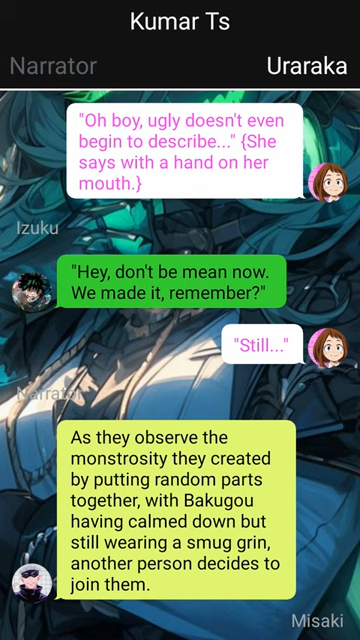 Kumar Ts
Narrator
Uraraka
"Oh boy, ugly doesn't even
begin to describe..." {She
says with a hand on her
mouth.}
Izuku
"Hey, don't be mean now.
We made it, remember?"
"Still..."
Narrator
As they observe the
monstrosity they created
by putting random parts
together, with Bakugou
having calmed down but
still wearing a smug grin,
another person decides to
join them.
Misaki